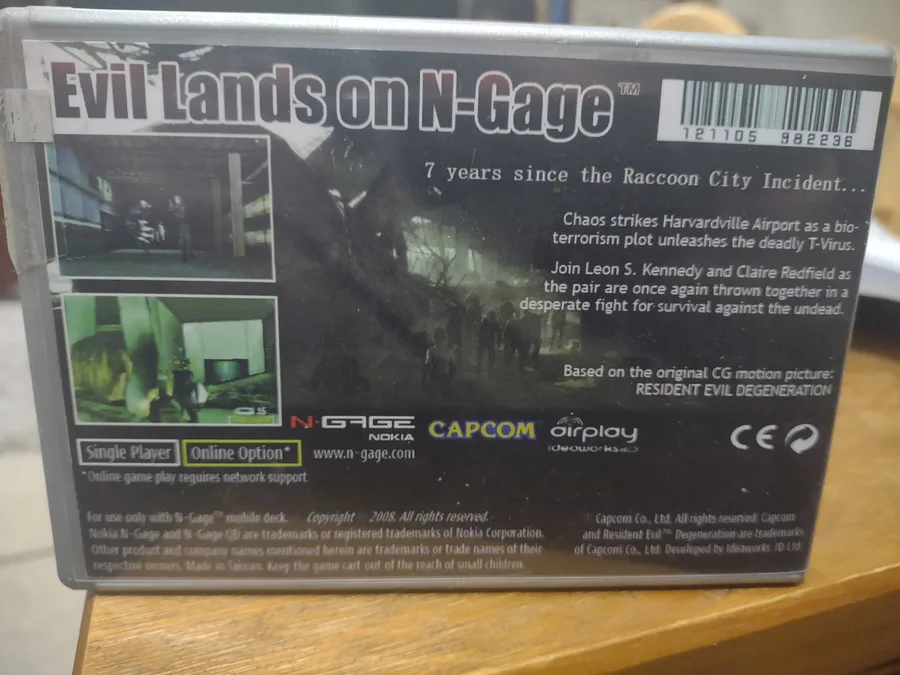 Evil Lands on N-Gage™
121105 982236
7 years since the Raccoon City Incident...
Chaos strikes Harvardville Airport as a bio-
terrorism plot unleashes the deadly T-Virus.
Join Leon S. Kennedy and Claire Redfield as
the pair are once again thrown together in a
desperate fight for survival against the undead.
Based on the original CG motion picture:
RESIDENT EVIL DEGENERATION
15
N-GAGE
NOKIA
www.n-gage.com
CAPCOM
airplay
ideaworks3D
CE
Single Player
Online Option*
*Online game play requires network support
For use only with N-Gage™ mobile deck. Copyright 2008. All rights reserved.
Nokia N-Gage and N-Gage QD are trademarks or registered trademarks of Nokia Corporation.
Other product and company names mentioned herein are trademarks or trade names of their
respective owners. Made in Taiwan. Keep the game cart out of the reach of small children.
Capcom Co., Ltd. All rights reserved. Capcom
and Resident Evil™ Degeneration are trademarks
of Capcom Co., Ltd. Developed by Ideaworks 3D Ltd.